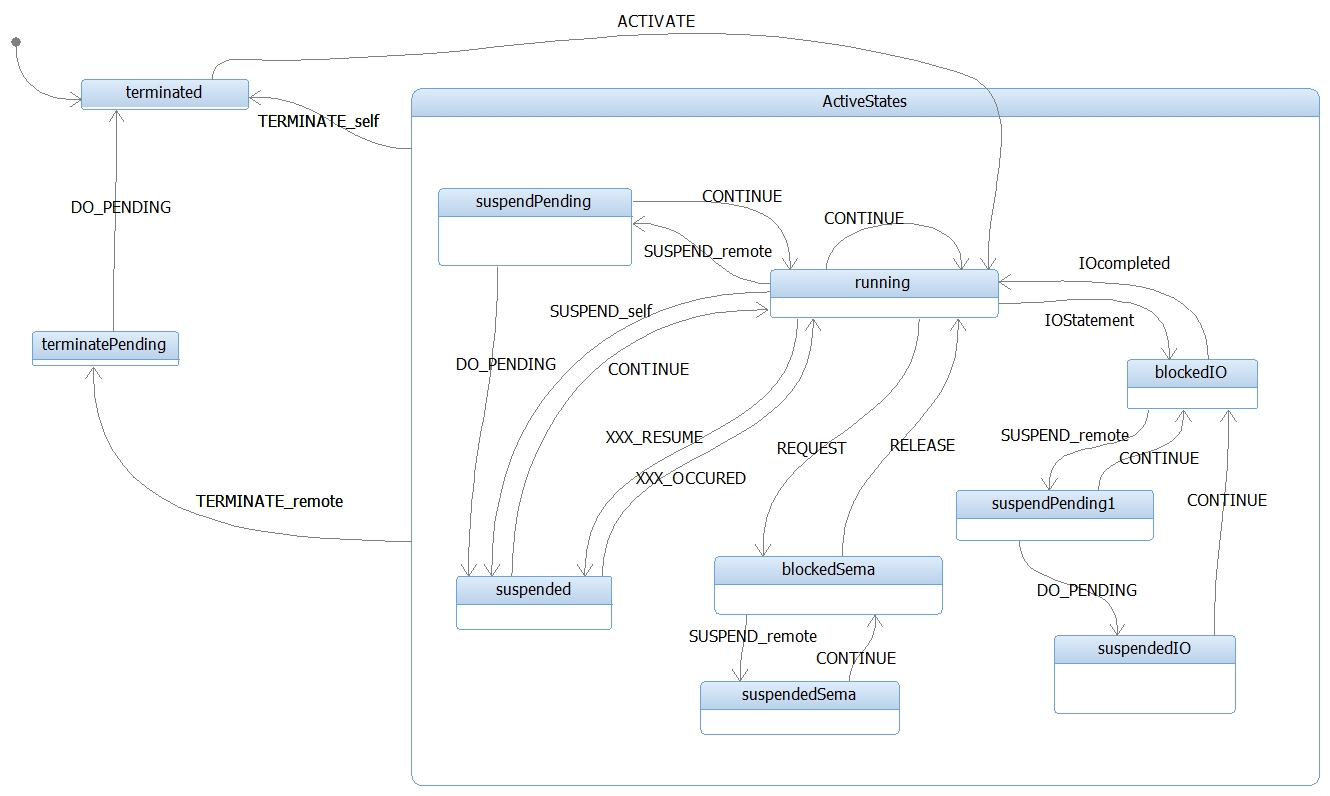 ACTIVATE
terminated
ActiveStates
TERMINATE_self
suspendPending
CONTINUE
DO_PENDING
CONTINUE
SUSPEND_remote
IOcompleted
running
SUSPEND_self
IOStatement
terminatePending
DO_PENDING
CONTINUE
blockedIO
XXX_RESUME
SUSPEND_remote
REQUEST
RELEASE
CONTINUE
XXX_OCCURED
TERMINATE_remote
suspendPending1
CONTINUE
blockedSema
suspended
DO_PENDING
SUSPEND_remote
suspendedIO
CONTINUE
suspendedSema